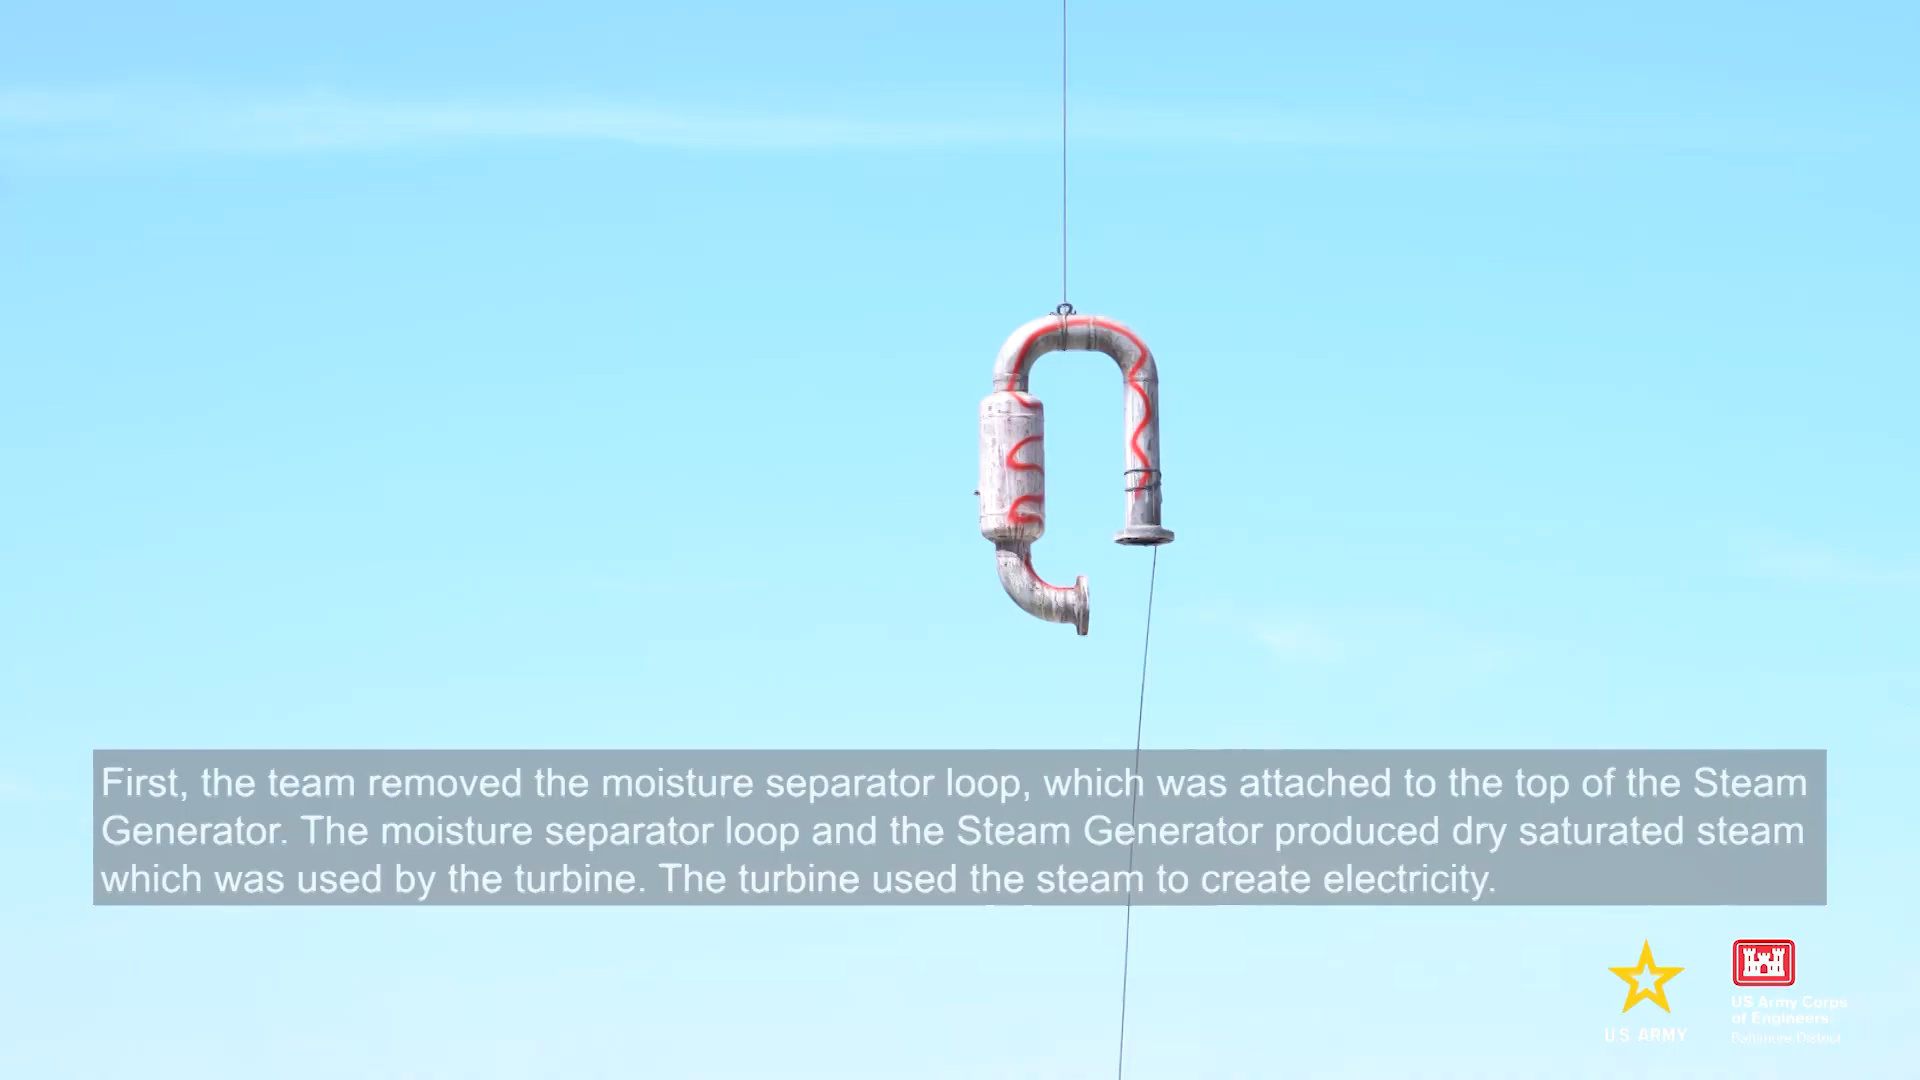 First, the team removed the moisture separator loop, which was attached to the top of the Steam
Generator. The moisture separator loop and the Steam Generator produced dry saturated steam
which was used by the turbine. The turbine used the steam to create electricity.
U.S. ARMY
US Army Corps
of Engineers
Baltimore District